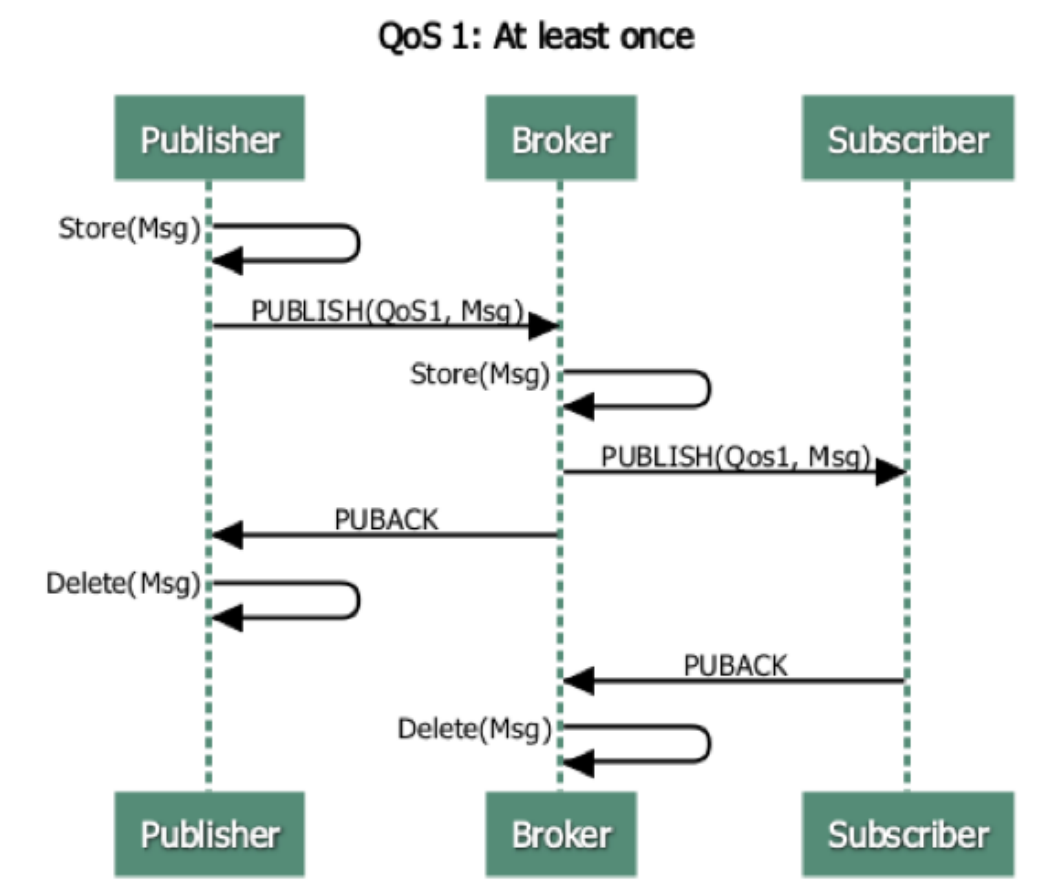 QoS 1: At least once
Publisher
Broker
Subscriber
Store(Msg)
PUBLISH(QoS1, Msg)
Store(Msg)
PUBLISH(Qos1, Msg)
PUBACK
Delete(Msg)
PUBACK
Delete(Msg)
Publisher
Broker
Subscriber